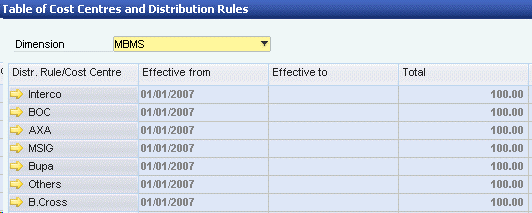 Table of Cost Centres and Distribution Rules
Dimension MBMS
Distr. Rule/Cost Centre Effective from Effective to Total
Interco 01/01/2007 100.00
BOC 01/01/2007 100.00
AXA 01/01/2007 100.00
MSIG 01/01/2007 100.00
Bupa 01/01/2007 100.00
Others 01/01/2007 100.00
B.Cross 01/01/2007 100.00